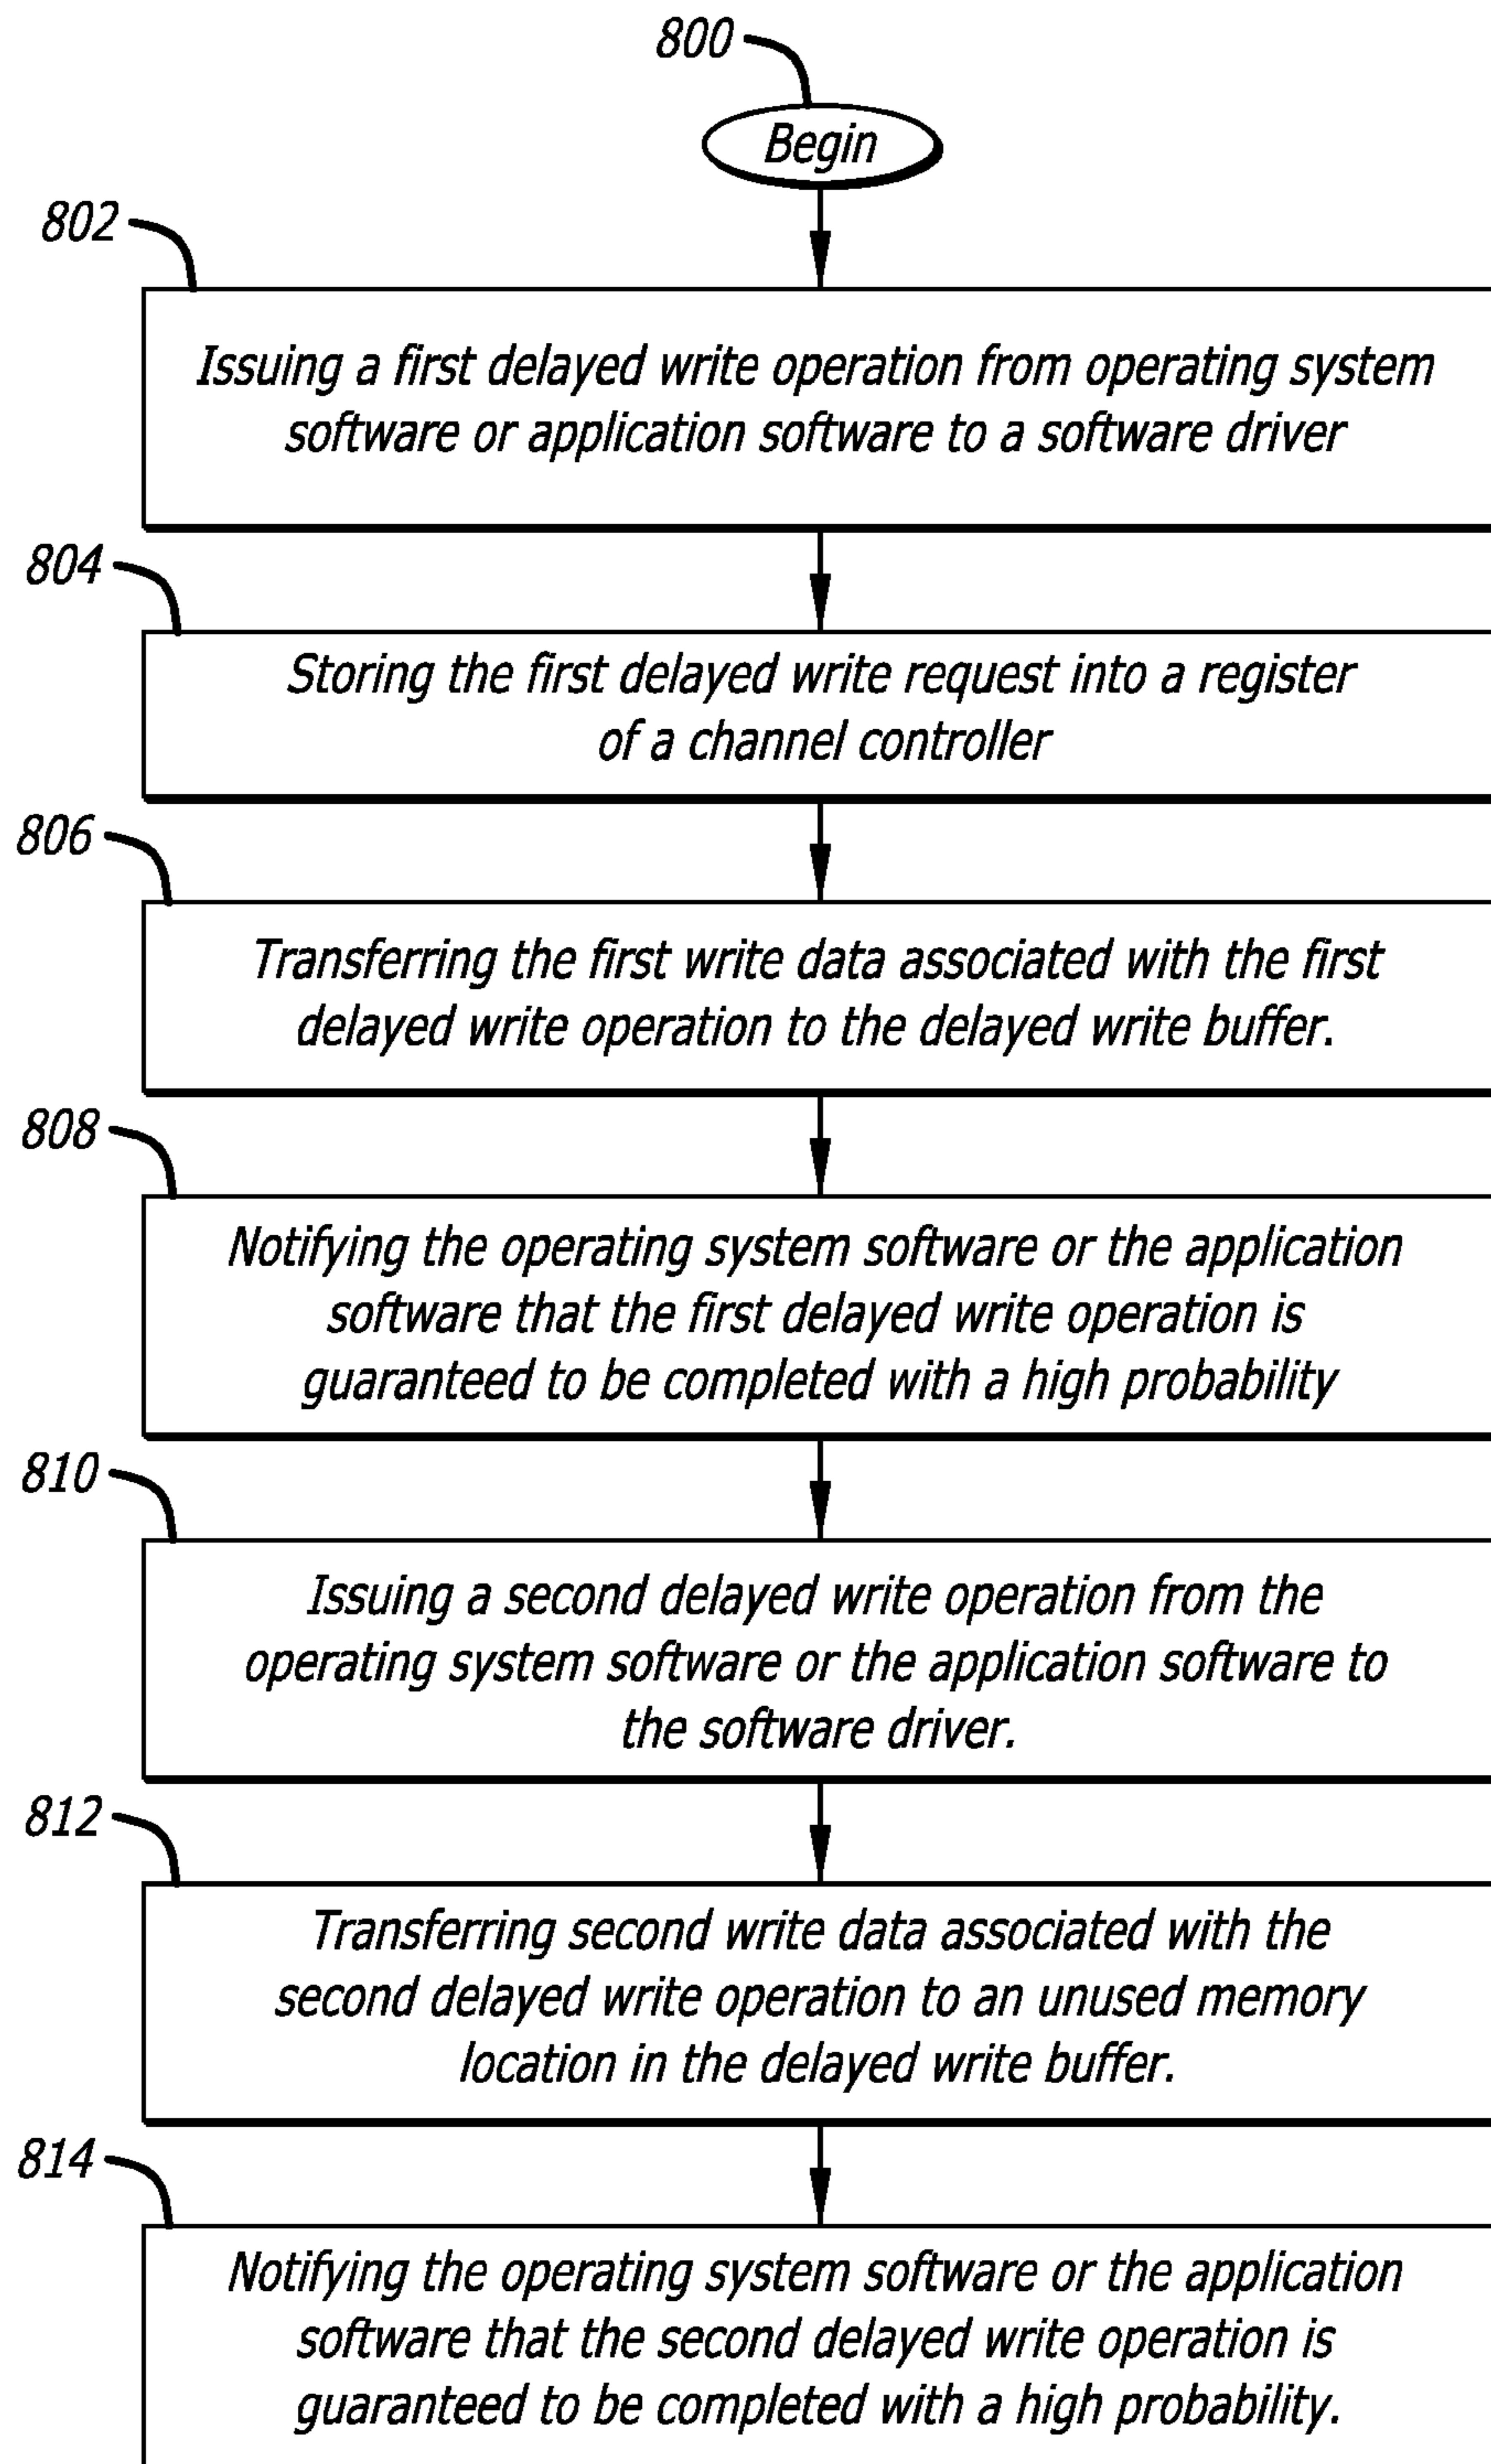 800
Begin
802
Issuing a first delayed write operation from operating system
software or application software to a software driver
804
Storing the first delayed write request into a register
of a channel controller
806
Transferring the first write data associated with the first
delayed write operation to the delayed write buffer.
808
Notifying the operating system software or the application
software that the first delayed write operation is
guaranteed to be completed with a high probability
810
Issuing a second delayed write operation from the
operating system software or the application software to
the software driver.
812
Transferring second write data associated with the
second delayed write operation to an unused memory
location in the delayed write buffer.
814
Notifying the operating system software or the application
software that the second delayed write operation is
guaranteed to be completed with a high probability.